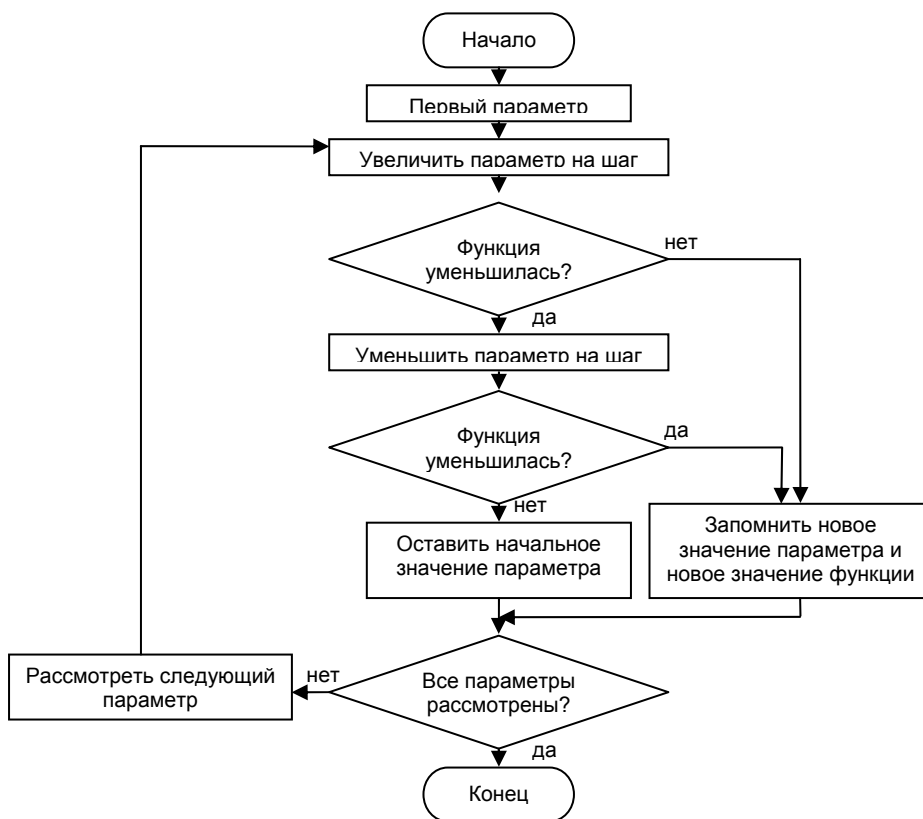 Начало
Первый параметр
Увеличить параметр на шаг
Функция
уменьшилась?
нет
да
Уменьшить параметр на шаг
Функция
уменьшилась?
да
нет
Оставить начальное
значение параметра
Запомнить новое
значение параметра и
новое значение функции
Рассмотреть следующий
параметр
нет
Все параметры
рассмотрены?
да
Конец